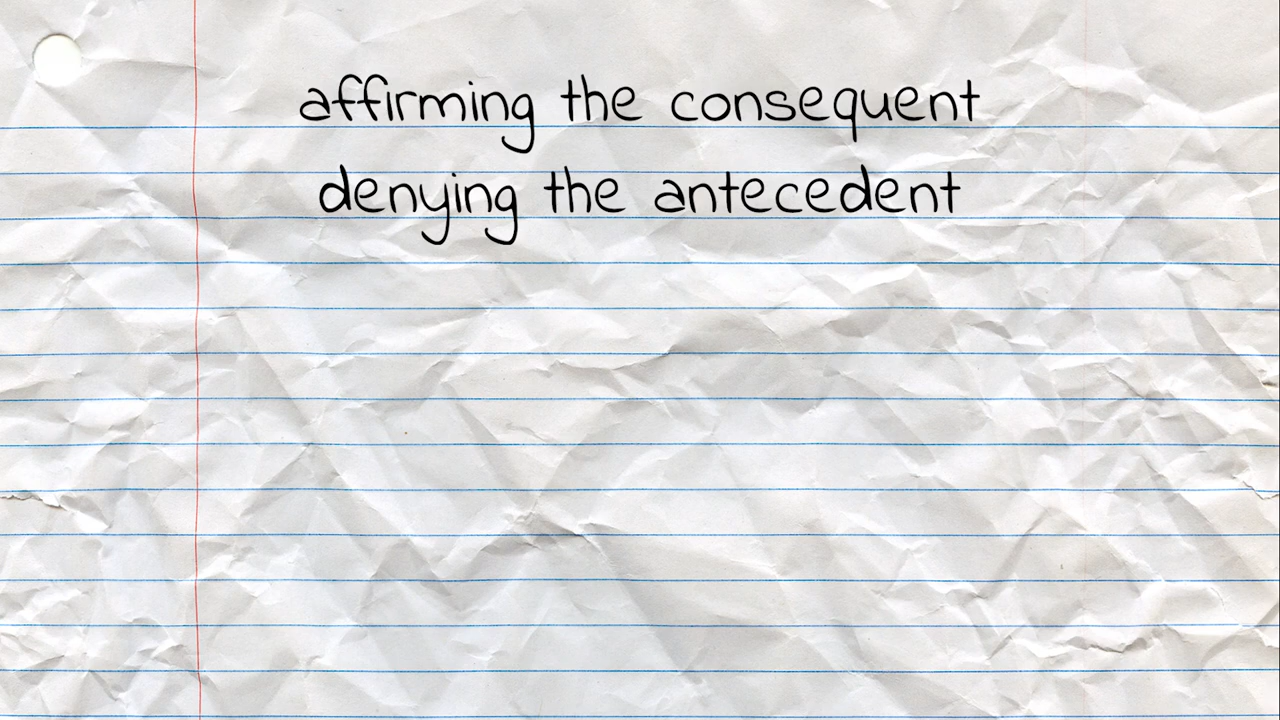 affirming the consequent
denying the antecedent